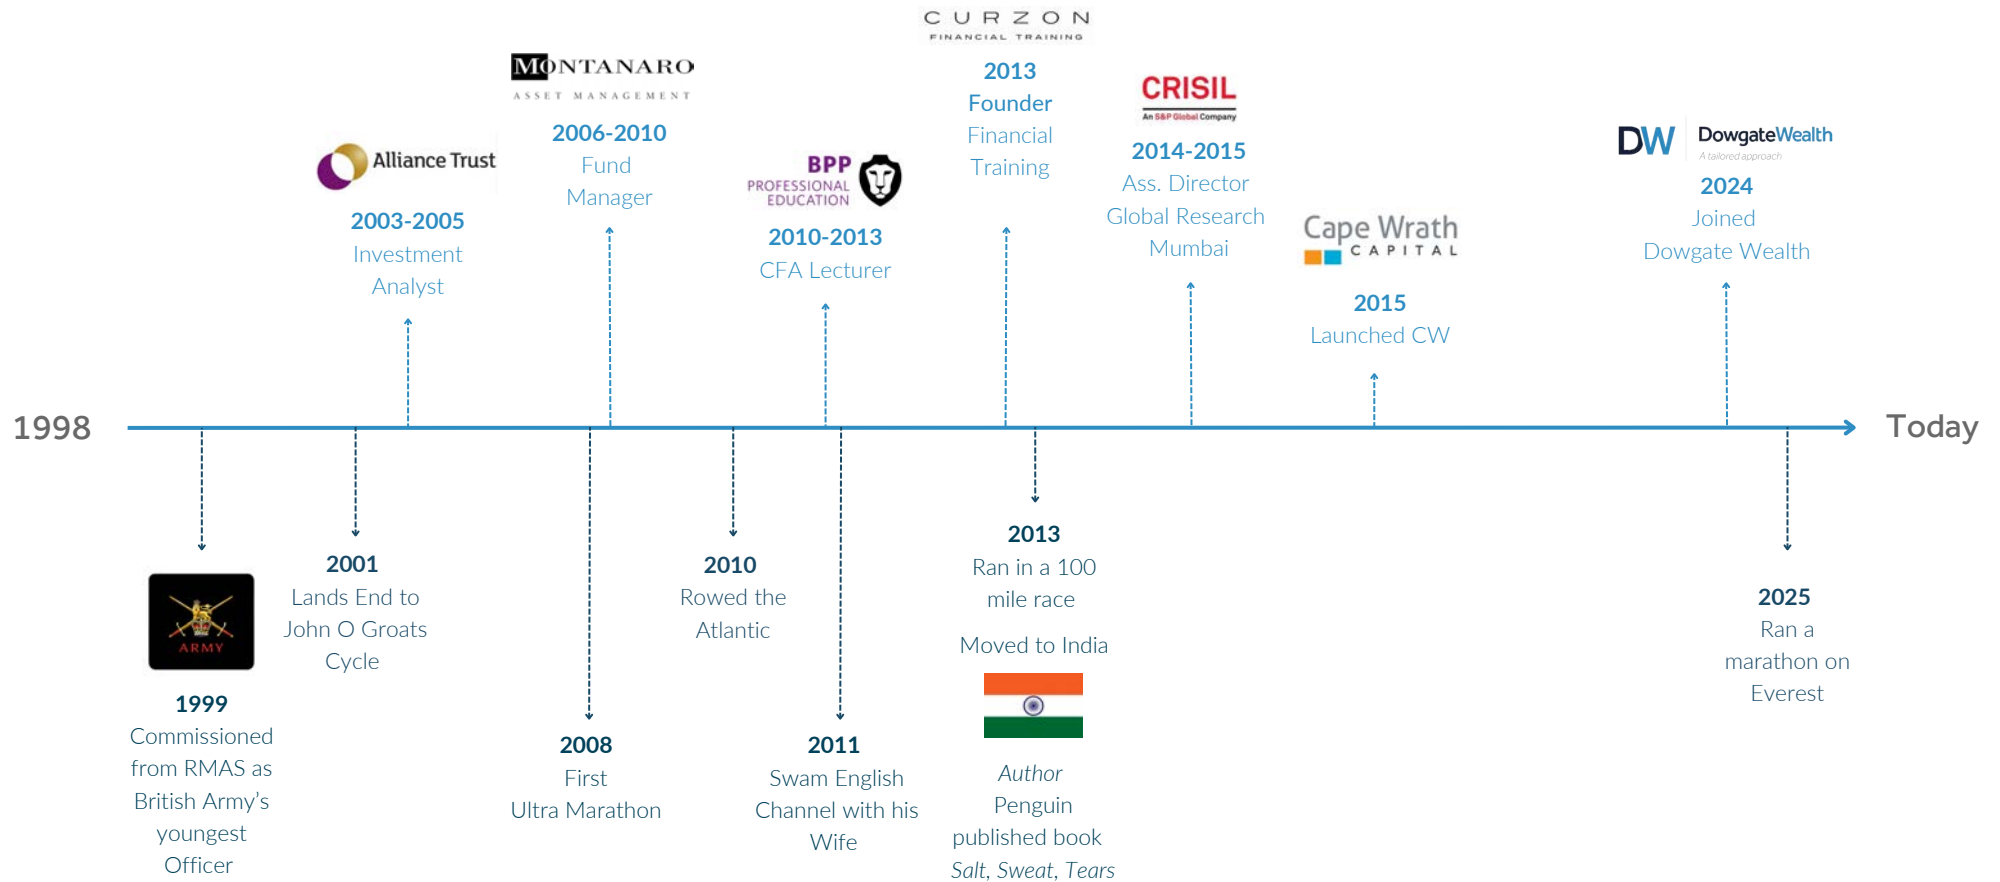 CURZON
FINANCIAL TRAINING
2013
Founder
Financial
Training
MONTANARO
ASSET MANAGEMENT
2006-2010
Fund
Manager
CRISIL
An S&P Global Company
2014-2015
Ass. Director
Global Research
Mumbai
DW
DowgateWealth
A tailored approach
2024
Joined
Dowgate Wealth
Alliance Trust
2003-2005
Investment
Analyst
BPP
PROFESSIONAL
EDUCATION
2010-2013
CFA Lecturer
Cape Wrath
CAPITAL
2015
Launched CW
1998
Today
ARMY
1999
Commissioned
from RMAS as
British Army’s
youngest
Officer
2001
Lands End to
John O Groats
Cycle
2008
First
Ultra Marathon
2010
Rowed the
Atlantic
2011
Swam English
Channel with his
Wife
2013
Ran in a 100
mile race
Moved to India
Author
Penguin
published book
Salt, Sweat, Tears
2025
Ran a
marathon on
Everest